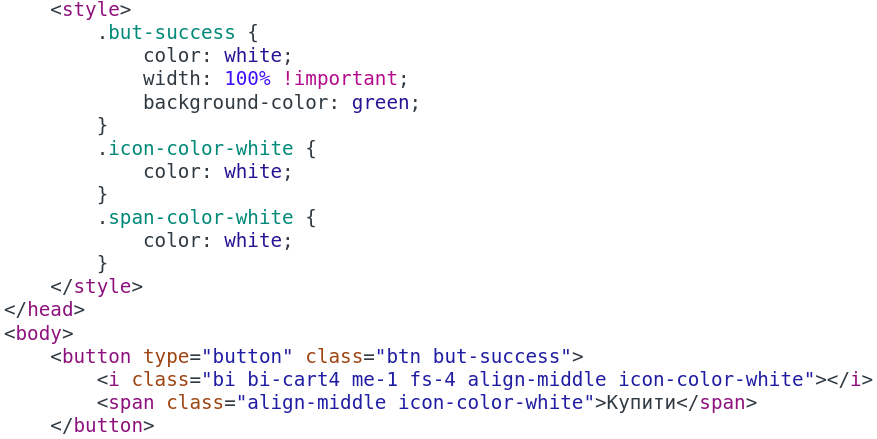 <style>
.but-success {
color: white;
width: 100% !important;
background-color: green;
}
.icon-color-white {
color: white;
}
.span-color-white {
color: white;
}
</style>
</head>
<body>
<button type="button" class="btn but-success">
<i class="bi bi-cart4 me-1 fs-4 align-middle icon-color-white"></i>
<span class="align-middle icon-color-white">Купити</span>
</button>